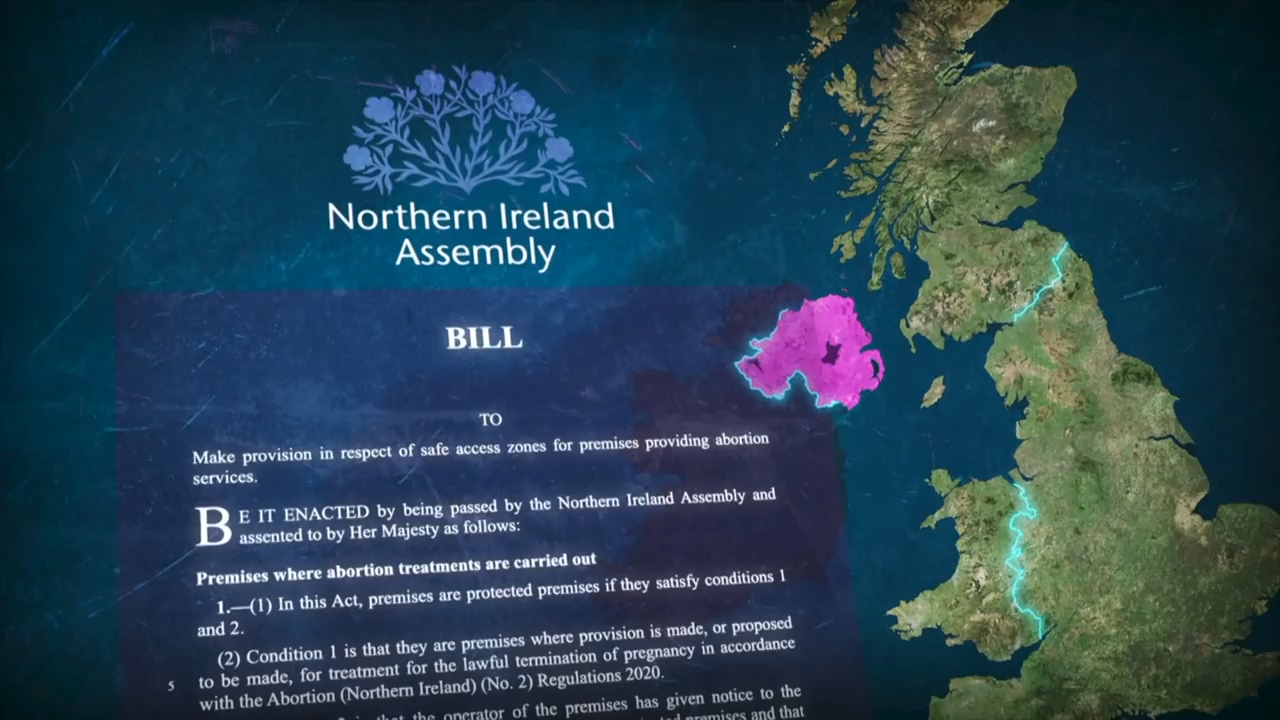 Northern Ireland
Assembly
BILL
TO
Make provision in respect of safe access zones for premises providing abortion
services.
BE IT ENACTED by being passed by the Northern Ireland Assembly and
assented to by Her Majesty as follows:
Premises where abortion treatments are carried out
1.—(1) In this Act, premises are protected premises if they satisfy conditions 1
and 2.
(2) Condition 1 is that they are premises where provision is made, or proposed
5 to be made, for treatment for the lawful termination of pregnancy in accordance
with the Abortion (Northern Ireland) (No. 2) Regulations 2020.
that the operator of the premises has given notice to the
premises and that